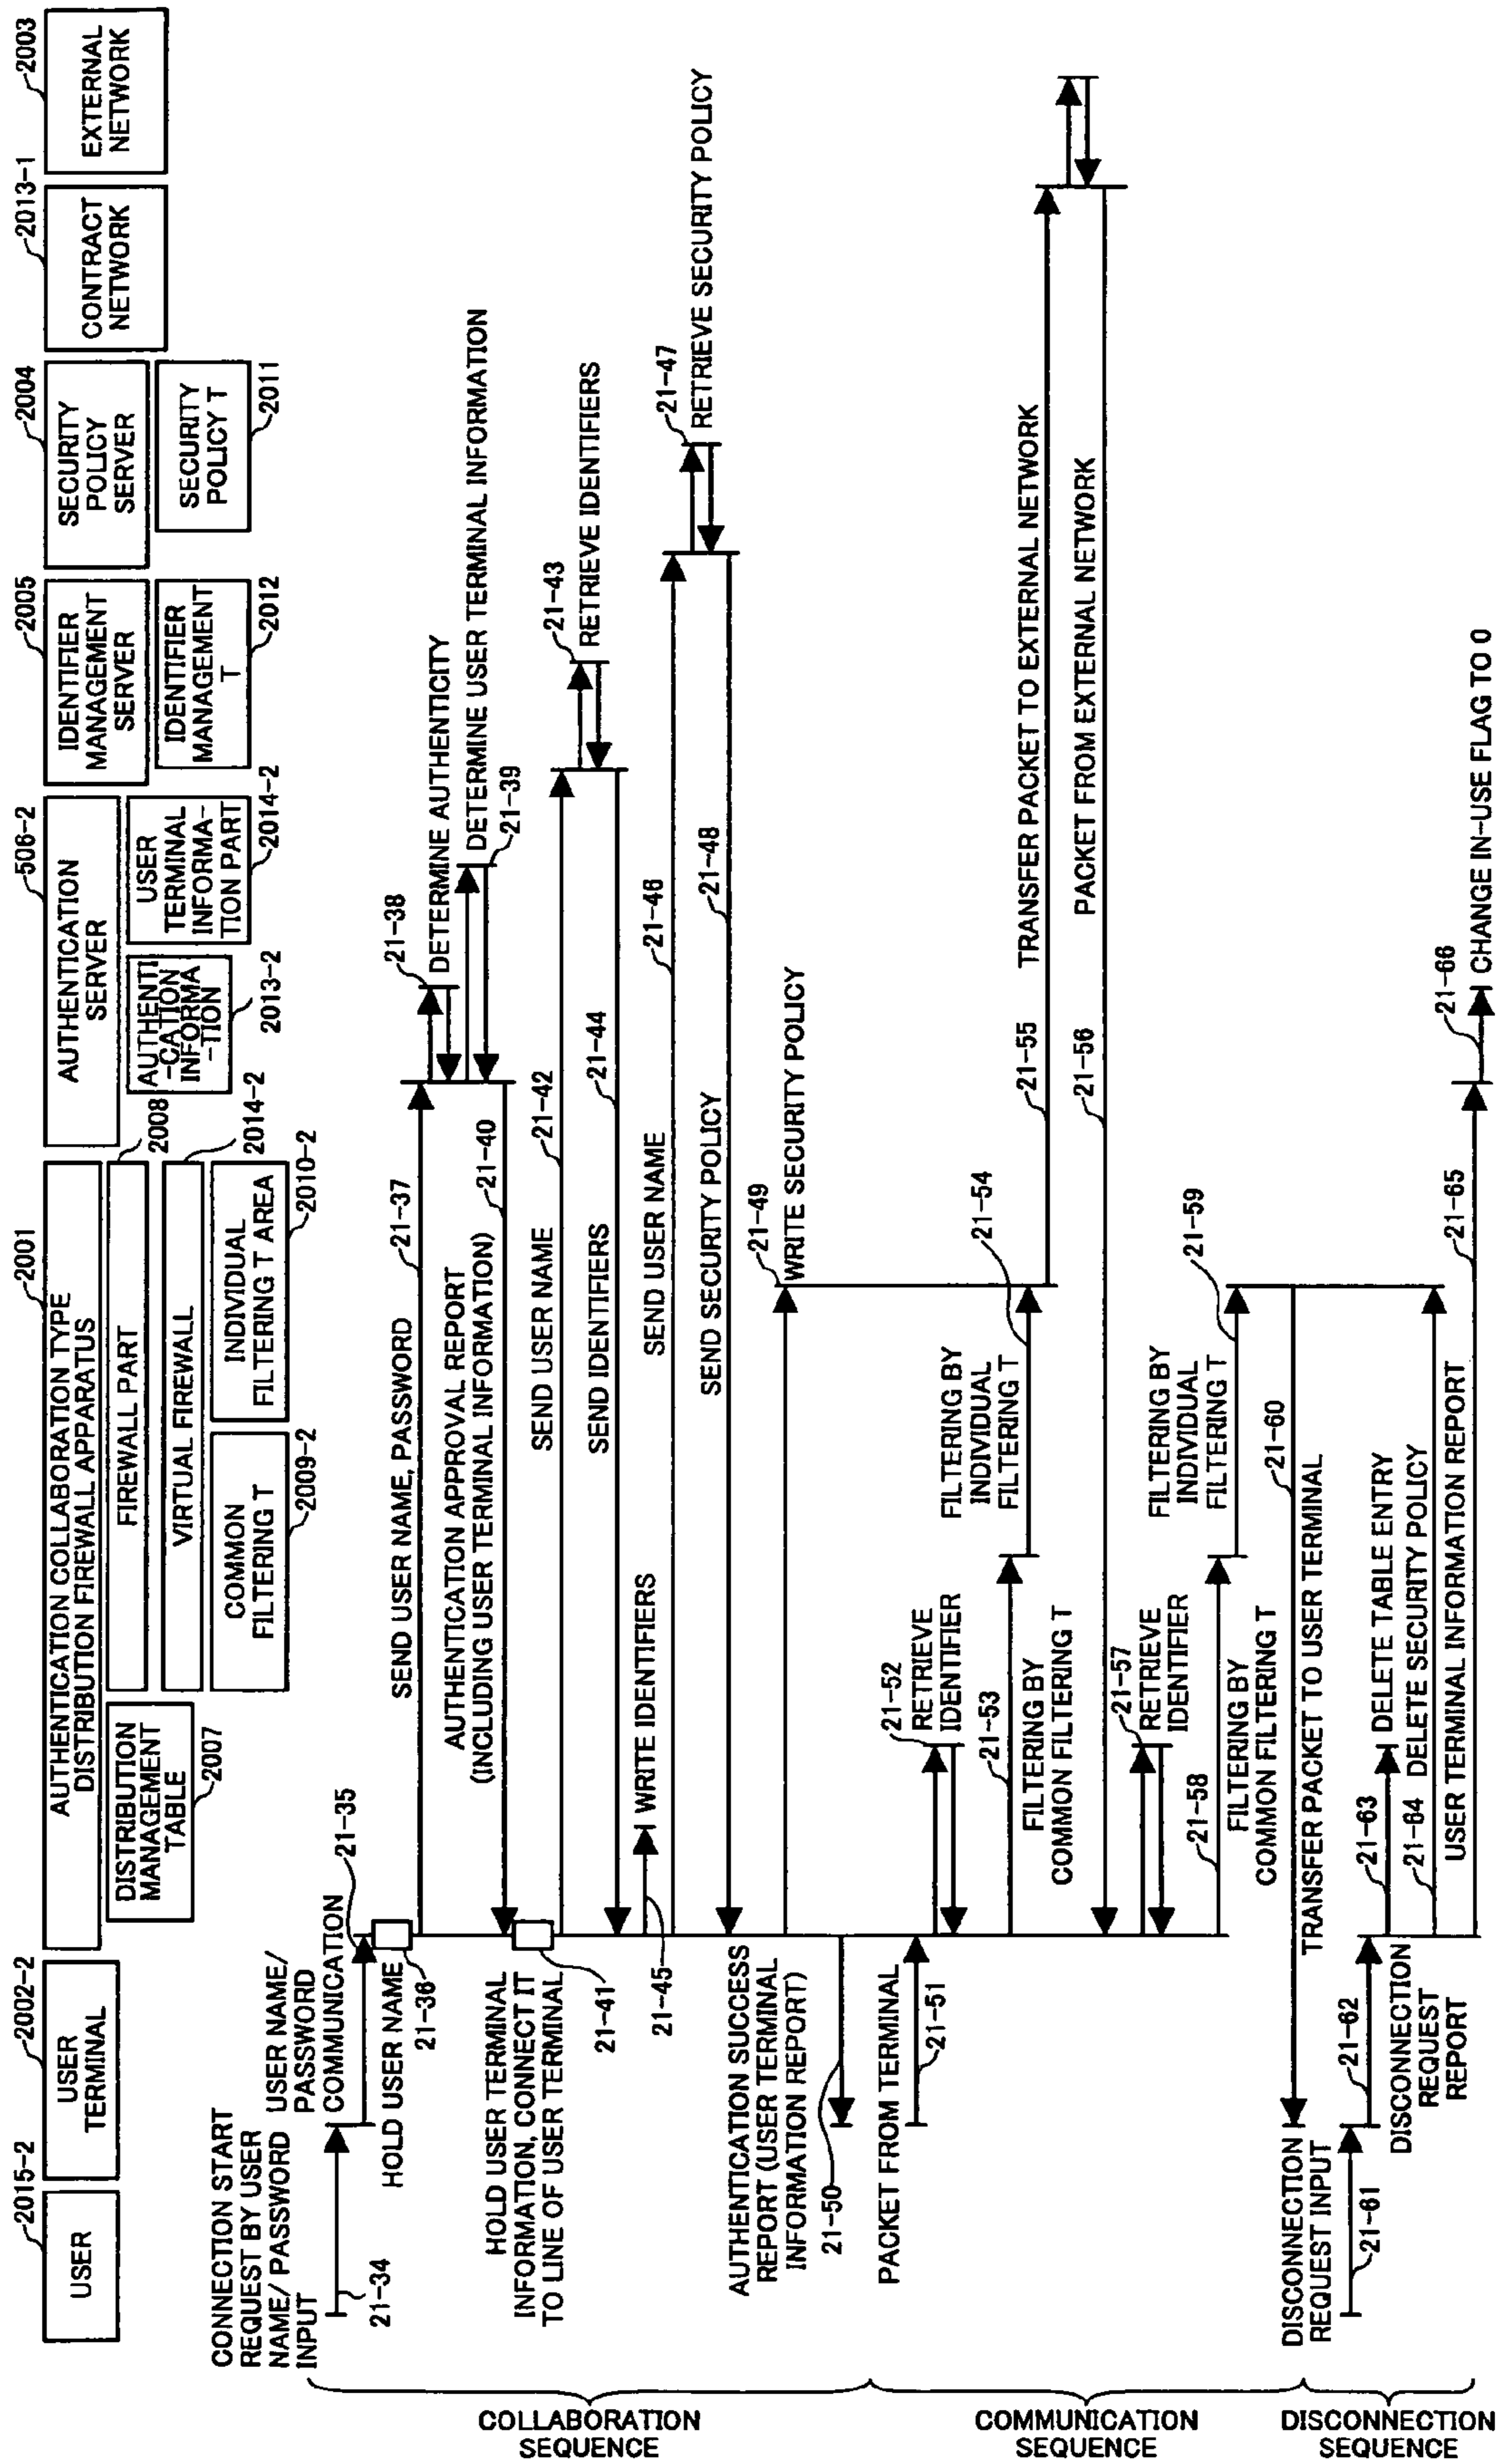 2015-2
USER
2002-2
USER
TERMINAL
2001
AUTHENTICATION COLLABORATION TYPE
DISTRIBUTION FIREWALL APPARATUS
DISTRIBUTION
MANAGEMENT
TABLE
2007
FIREWALL PART
2008
VIRTUAL FIREWALL
2014-2
COMMON
FILTERING T
2009-2
INDIVIDUAL
FILTERING T AREA
2010-2
506-2
AUTHENTICATION
SERVER
AUTHENTI
-CATION
INFORMA
-TION
2013-2
USER
TERMINAL
INFORMA-
TION PART
2014-2
2005
IDENTIFIER
MANAGEMENT
SERVER
IDENTIFIER
MANAGEMENT
T
2012
2004
SECURITY
POLICY
SERVER
SECURITY
POLICY T
2011
2013-1
CONTRACT
NETWORK
2003
EXTERNAL
NETWORK
CONNECTION START
REQUEST BY USER
NAME/ PASSWORD
INPUT
21-34
USER NAME/
PASSWORD
COMMUNICATION
21-35
HOLD USER NAME
21-36
SEND USER NAME, PASSWORD
21-37
21-38
DETERMINE AUTHENTICITY
DETERMINE USER TERMINAL INFORMATION
21-39
AUTHENTICATION APPROVAL REPORT
(INCLUDING USER TERMINAL INFORMATION)
21-40
HOLD USER TERMINAL
INFORMATION, CONNECT IT
TO LINE OF USER TERMINAL
21-41
SEND USER NAME
21-42
21-43
RETRIEVE IDENTIFIERS
SEND IDENTIFIERS
21-44
WRITE IDENTIFIERS
21-45
SEND USER NAME
21-46
21-47
RETRIEVE SECURITY POLICY
SEND SECURITY POLICY
21-48
21-49
WRITE SECURITY POLICY
AUTHENTICATION SUCCESS
REPORT (USER TERMINAL
INFORMATION REPORT)
21-50
PACKET FROM TERMINAL
21-51
21-52
RETRIEVE
IDENTIFIER
21-53
FILTERING BY
COMMON FILTERING T
FILTERING BY
INDIVIDUAL
FILTERING T
21-54
21-55
TRANSFER PACKET TO EXTERNAL NETWORK
21-56
PACKET FROM EXTERNAL NETWORK
21-57
RETRIEVE
IDENTIFIER
21-58
FILTERING BY
COMMON FILTERING T
FILTERING BY
INDIVIDUAL
FILTERING T
21-59
21-60
TRANSFER PACKET TO USER TERMINAL
DISCONNECTION
REQUEST INPUT
21-61
21-62
DISCONNECTION
REQUEST
REPORT
21-63
DELETE TABLE ENTRY
21-64
DELETE SECURITY POLICY
USER TERMINAL INFORMATION REPORT
21-65
21-66
CHANGE IN-USE FLAG TO 0
COLLABORATION
SEQUENCE
COMMUNICATION
SEQUENCE
DISCONNECTION
SEQUENCE